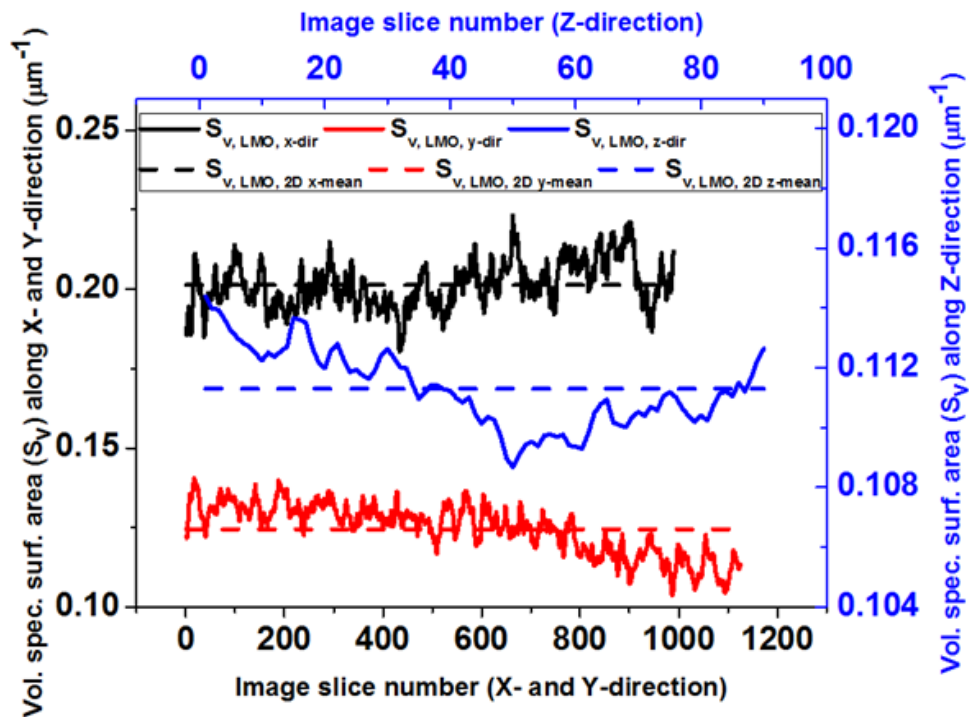 Image slice number (Z-direction)
0 20 40 60 80 100
Vol. spec. surf. area (Sv) along X- and Y-direction (μm⁻¹)
0.25
0.20
0.15
0.10
Sv, LMO, x-dir Sv, LMO, y-dir Sv, LMO, z-dir
Sv, LMO, 2D x-mean Sv, LMO, 2D y-mean Sv, LMO, 2D z-mean
0.120
0.116
0.112
0.108
0.104
Vol. spec. surf. area (Sv) along Z-direction (μm⁻¹)
0 200 400 600 800 1000 1200
Image slice number (X- and Y-direction)